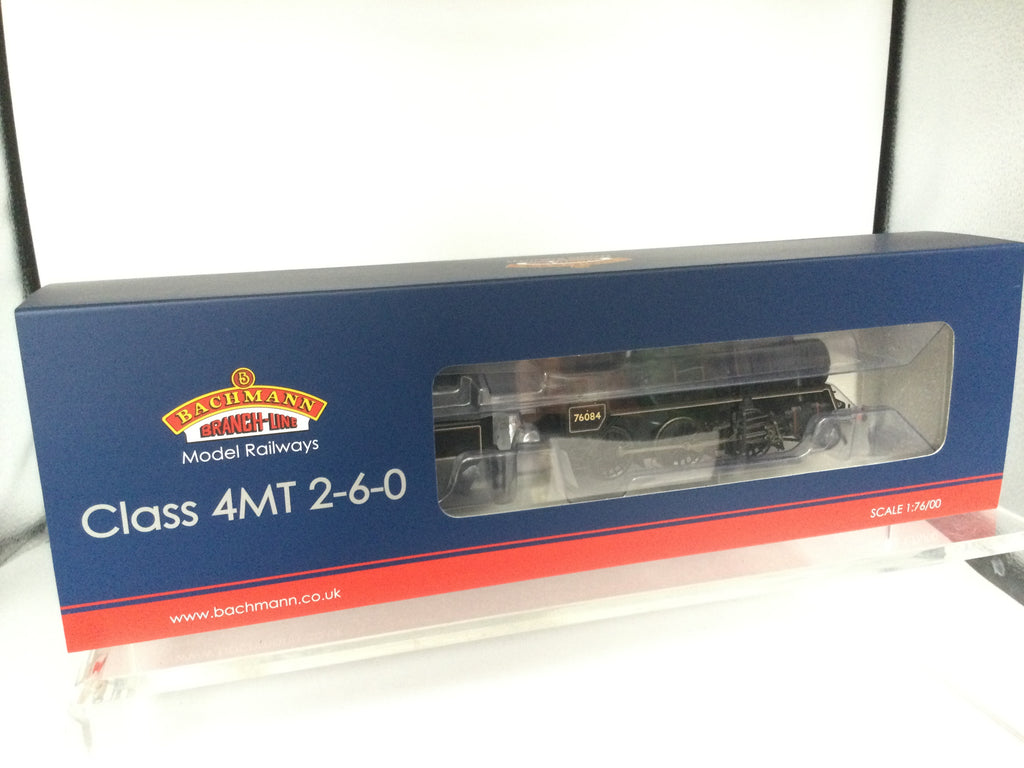 B
BACHMANN
BRANCH-LINE
Model Railways
Class 4MT 2-6-0
76084
SCALE 1:76/00
www.bachmann.co.uk